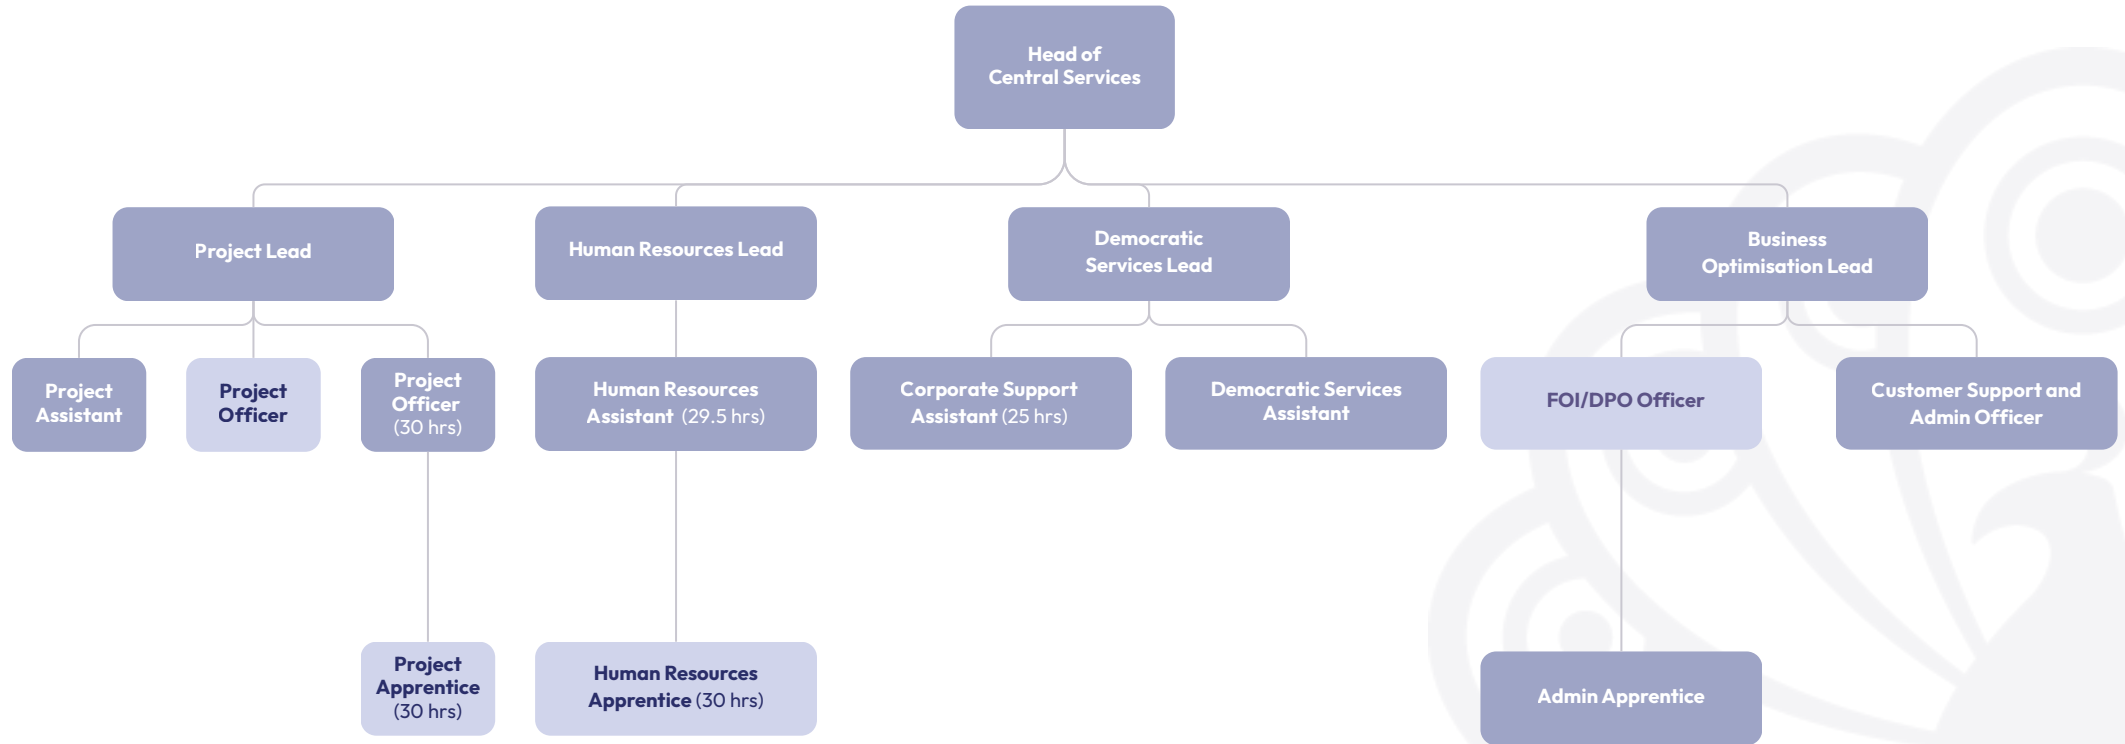 Head of
Central Services
Project Lead
Human Resources Lead
Democratic
Services Lead
Business
Optimisation Lead
Project
Assistant
Project
Officer
Project
Officer
(30 hrs)
Human Resources
Assistant (29.5 hrs)
Corporate Support
Assistant (25 hrs)
Democratic Services
Assistant
FOI/DPO Officer
Customer Support and
Admin Officer
Project
Apprentice
(30 hrs)
Human Resources
Apprentice (30 hrs)
Admin Apprentice